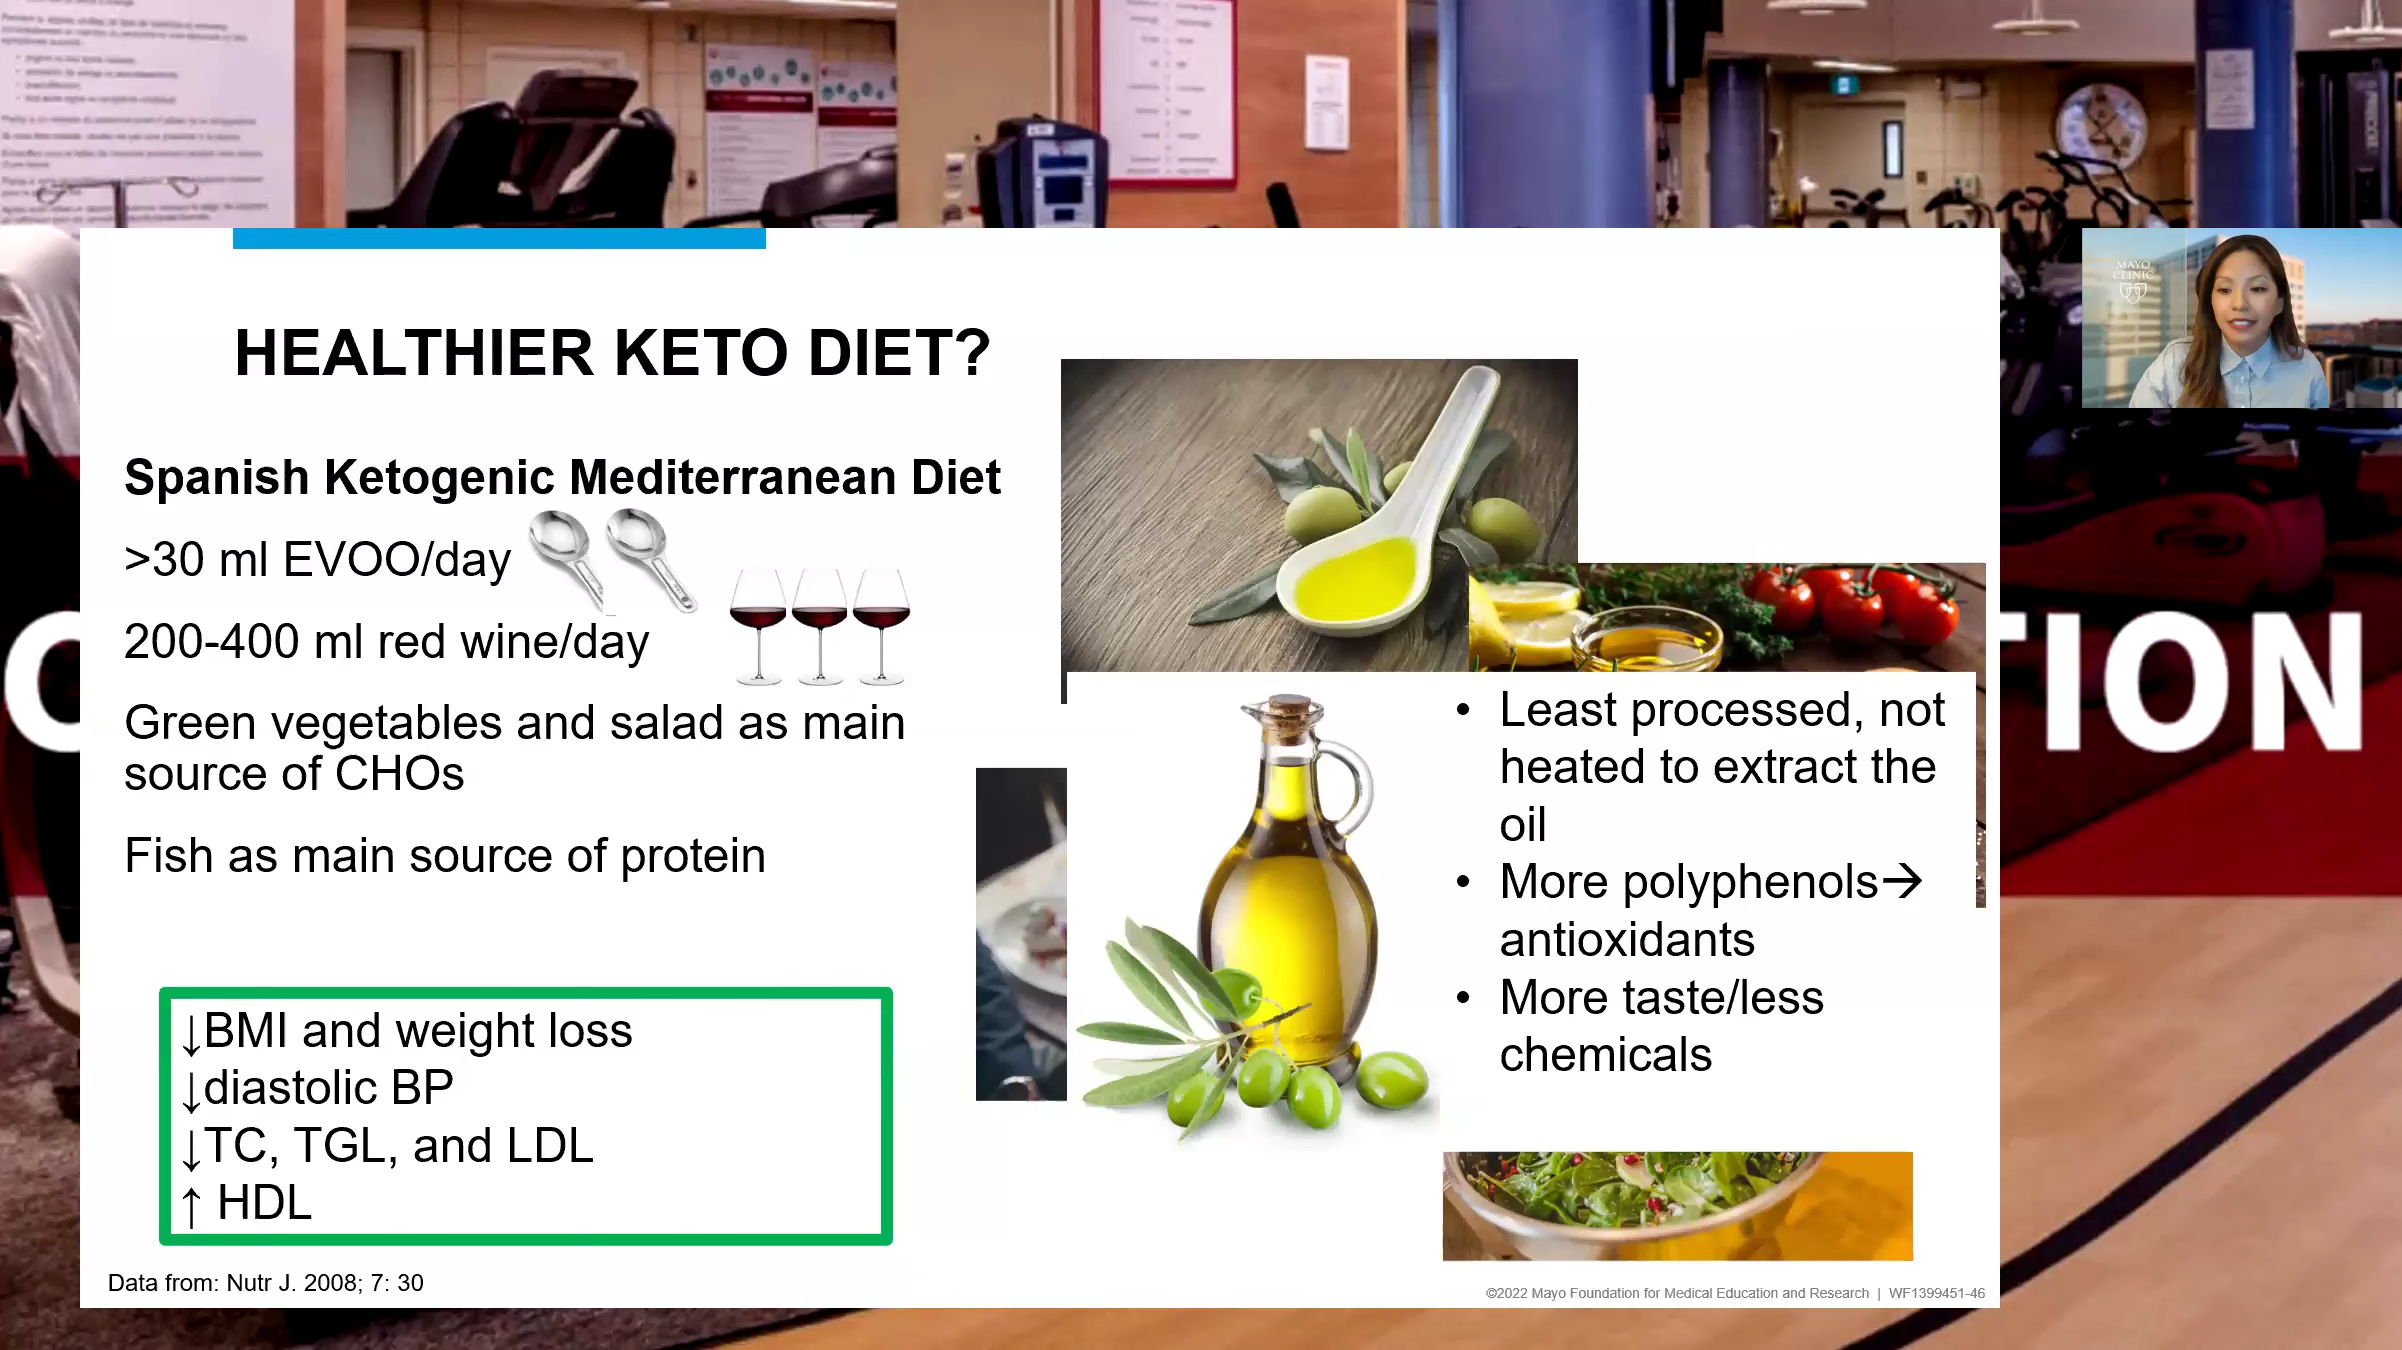 HEALTHIER KETO DIET?
Spanish Ketogenic Mediterranean Diet
>30 ml EVOO/day
200-400 ml red wine/day
Green vegetables and salad as main
source of CHOs
Fish as main source of protein
↓BMI and weight loss
↓diastolic BP
↓TC, TGL, and LDL
↑ HDL
Data from: Nutr J. 2008; 7: 30
• Least processed, not
heated to extract the
oil
• More polyphenols→
antioxidants
• More taste/less
chemicals
©2022 Mayo Foundation for Medical Education and Research | WF1399451-46
MAYO
CLINIC
TION